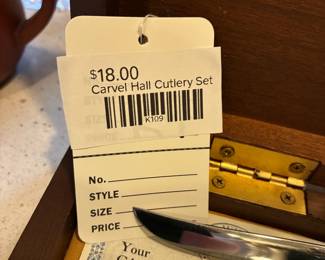 $18.00
Carvel Hall Cutlery Set
K109
No.
STYLE
SIZE
PRICE
Your